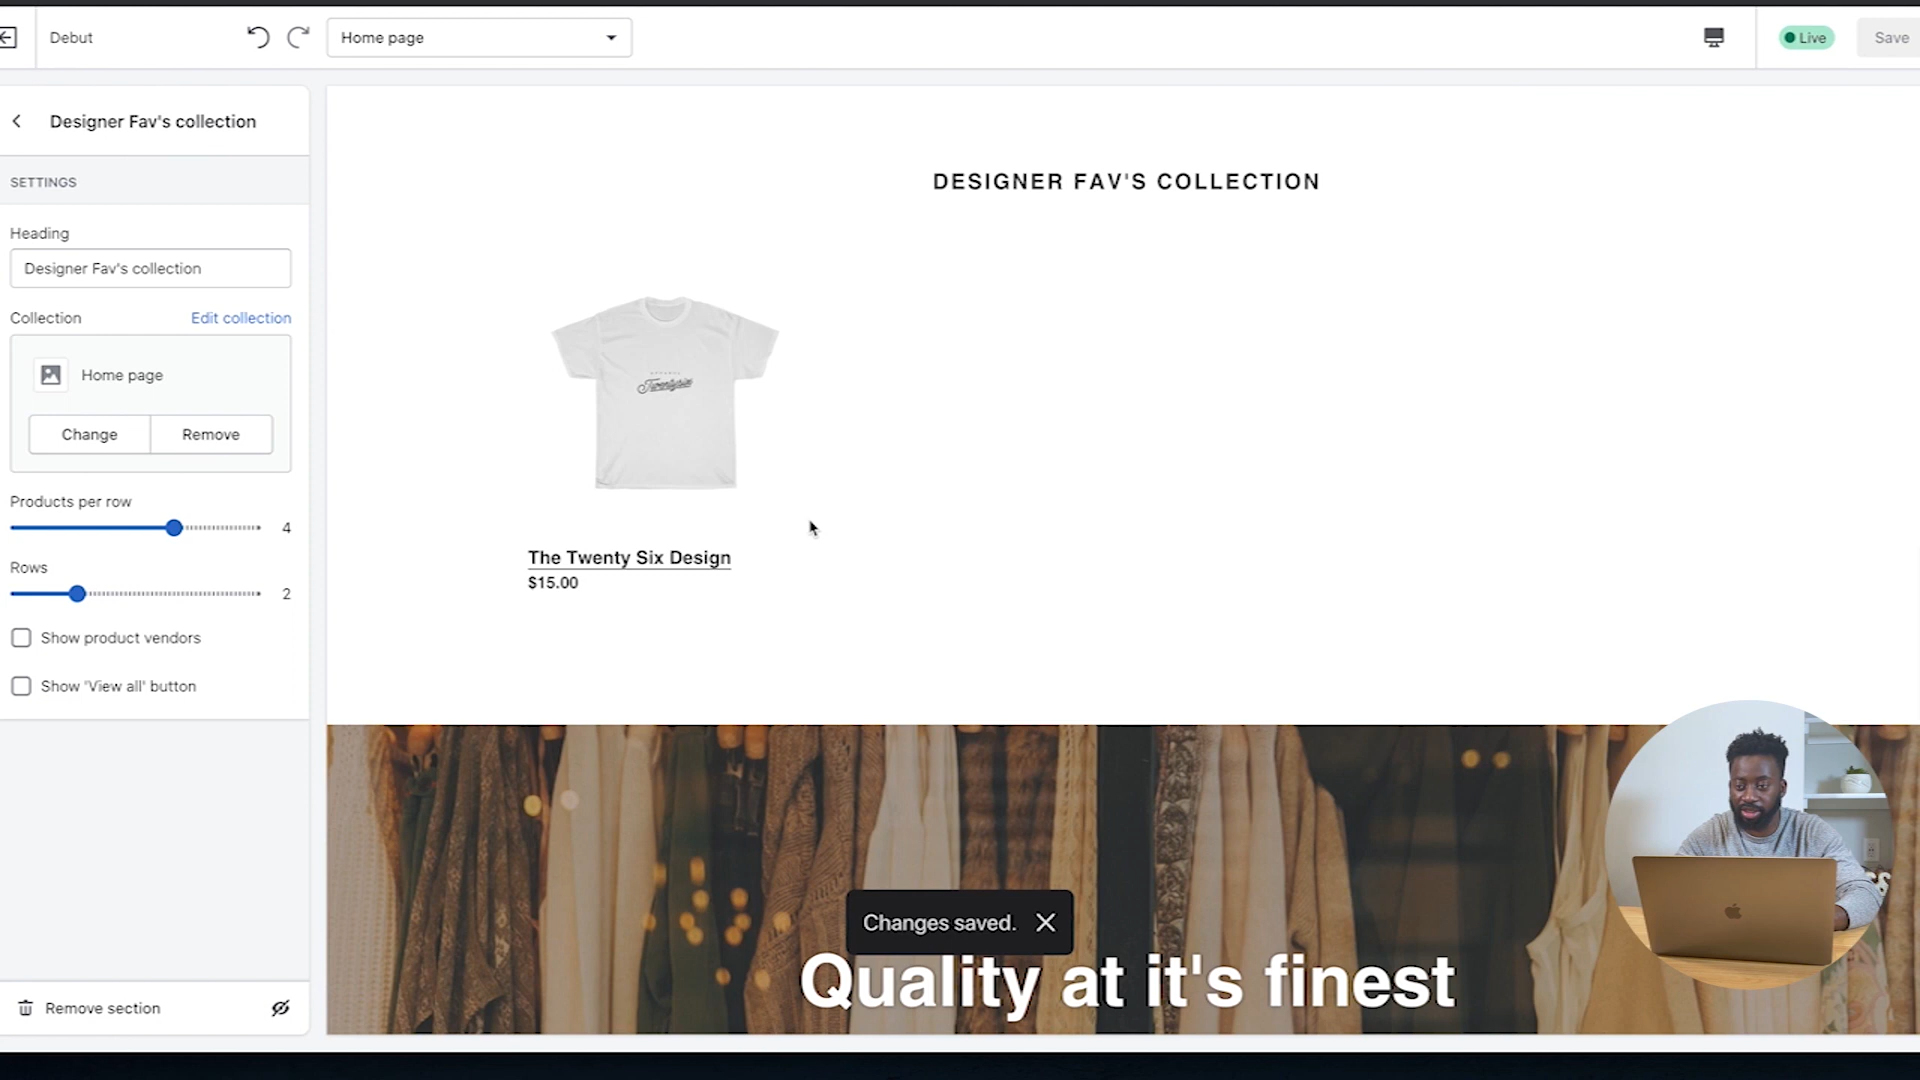 Debut
Home page
Live
Save
Designer Fav's collection
SETTINGS
Heading
Designer Fav's collection
Collection
Edit collection
Home page
Change
Remove
Products per row
4
Rows
2
Show product vendors
Show 'View all' button
Remove section
DESIGNER FAV'S COLLECTION
Twentysix
The Twenty Six Design
$15.00
Changes saved.
Quality at it's finest